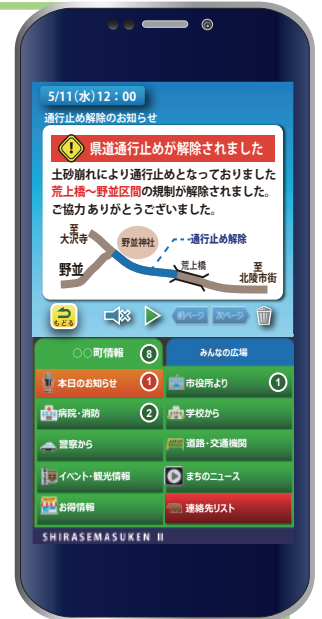 5/11(水)12：00
通行止め解除のお知らせ
県道通行止めが解除されました
土砂崩れにより通行止めとなっておりました
荒上橋～野並区間の規制が解除されました。
ご協力ありがとうございました。
至
大沢寺
野並神社
通行止め解除
野並
荒上橋
至
北陵市街
もどる
前ページ
次ページ
○○町情報 8
みんなの広場
本日のお知らせ 1
市役所より 1
病院・消防 2
学校から
警察から
道路・交通機関
イベント・観光情報
まちのニュース
お得情報
連絡先リスト
SHIRASEMASUKEN II